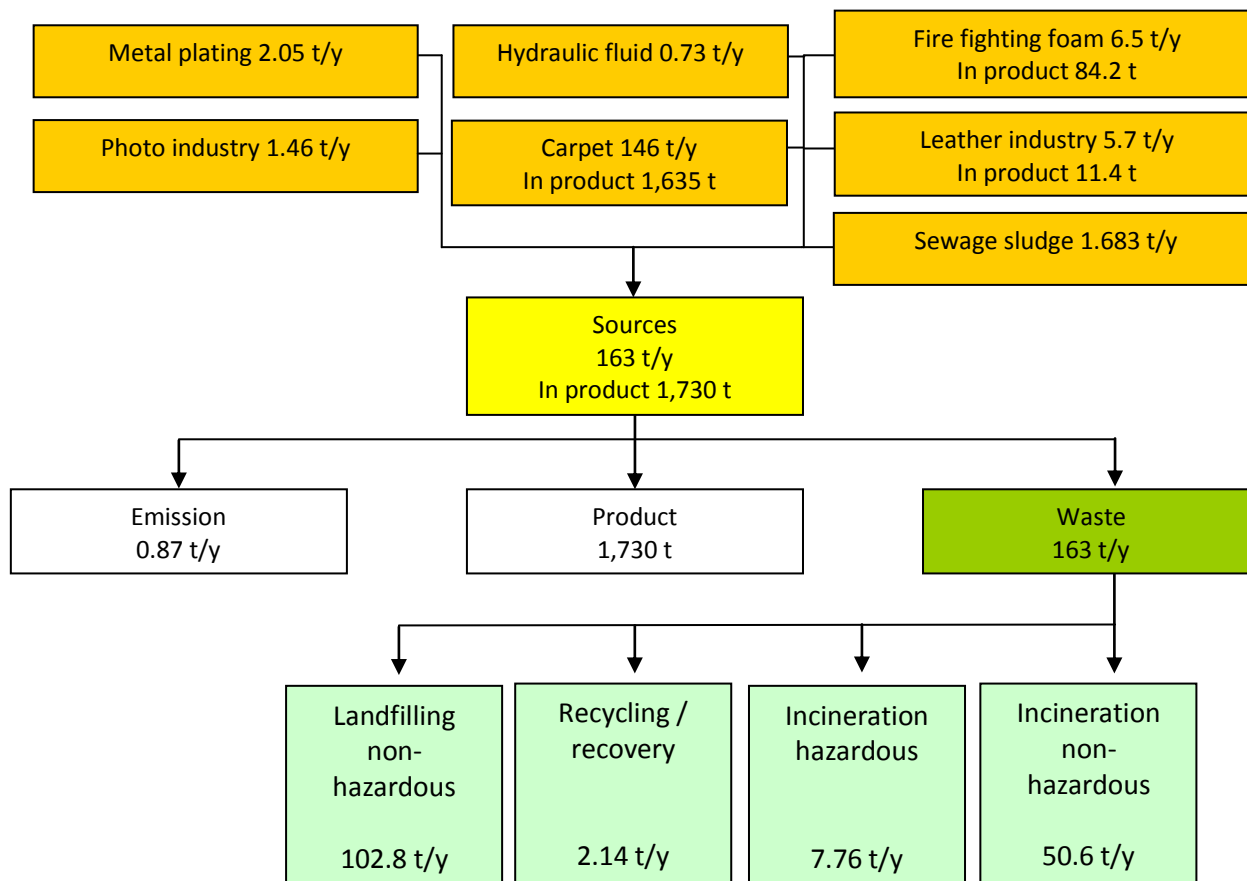 Metal plating 2.05 t/y
Hydraulic fluid 0.73 t/y
Fire fighting foam 6.5 t/y
In product 84.2 t
Photo industry 1.46 t/y
Carpet 146 t/y
In product 1,635 t
Leather industry 5.7 t/y
In product 11.4 t
Sewage sludge 1.683 t/y
Sources
163 t/y
In product 1,730 t
Emission
0.87 t/y
Product
1,730 t
Waste
163 t/y
Landfilling
non-
hazardous
102.8 t/y
Recycling /
recovery
2.14 t/y
Incineration
hazardous
7.76 t/y
Incineration
non-
hazardous
50.6 t/y